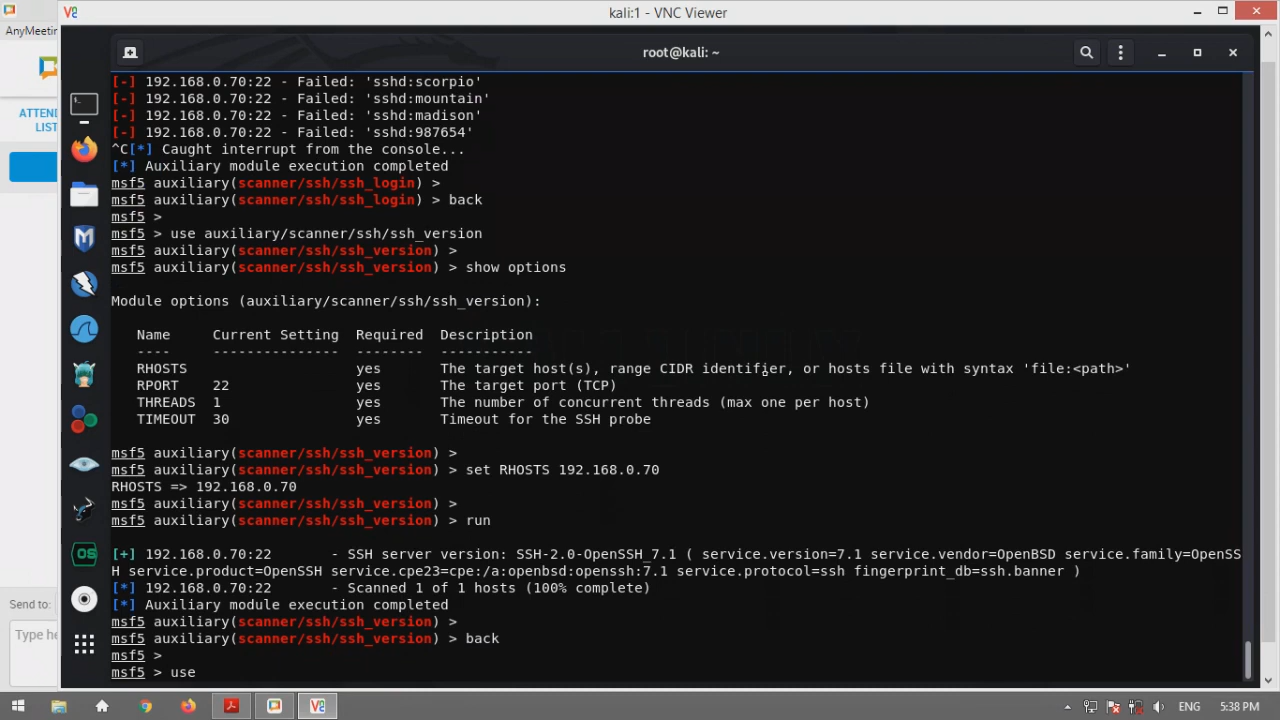 kali:1 - VNC Viewer
AnyMeetin
root@kali: ~
ATTEND
LIST
[-] 192.168.0.70:22 - Failed: 'sshd:scorpio'
[-] 192.168.0.70:22 - Failed: 'sshd:mountain'
[-] 192.168.0.70:22 - Failed: 'sshd:madison'
[-] 192.168.0.70:22 - Failed: 'sshd:987654'
^C[*] Caught interrupt from the console...
[*] Auxiliary module execution completed
msf5 auxiliary(scanner/ssh/ssh_login) >
msf5 auxiliary(scanner/ssh/ssh_login) > back
msf5 >
msf5 > use auxiliary/scanner/ssh/ssh_version
msf5 auxiliary(scanner/ssh/ssh_version) >
msf5 auxiliary(scanner/ssh/ssh_version) > show options
Module options (auxiliary/scanner/ssh/ssh_version):
Name Current Setting Required Description
---- --------------- -------- -----------
RHOSTS yes The target host(s), range CIDR identifier, or hosts file with syntax 'file:<path>'
RPORT 22 yes The target port (TCP)
THREADS 1 yes The number of concurrent threads (max one per host)
TIMEOUT 30 yes Timeout for the SSH probe
msf5 auxiliary(scanner/ssh/ssh_version) >
msf5 auxiliary(scanner/ssh/ssh_version) > set RHOSTS 192.168.0.70
RHOSTS => 192.168.0.70
msf5 auxiliary(scanner/ssh/ssh_version) >
msf5 auxiliary(scanner/ssh/ssh_version) > run
[+] 192.168.0.70:22 - SSH server version: SSH-2.0-OpenSSH_7.1 ( service.version=7.1 service.vendor=OpenBSD service.family=OpenSS
H service.product=OpenSSH service.cpe23=cpe:/a:openbsd:openssh:7.1 service.protocol=ssh fingerprint_db=ssh.banner )
[*] 192.168.0.70:22 - Scanned 1 of 1 hosts (100% complete)
[*] Auxiliary module execution completed
msf5 auxiliary(scanner/ssh/ssh_version) >
msf5 auxiliary(scanner/ssh/ssh_version) > back
msf5 >
msf5 > use
Send to:
Type he
ENG
5:38 PM